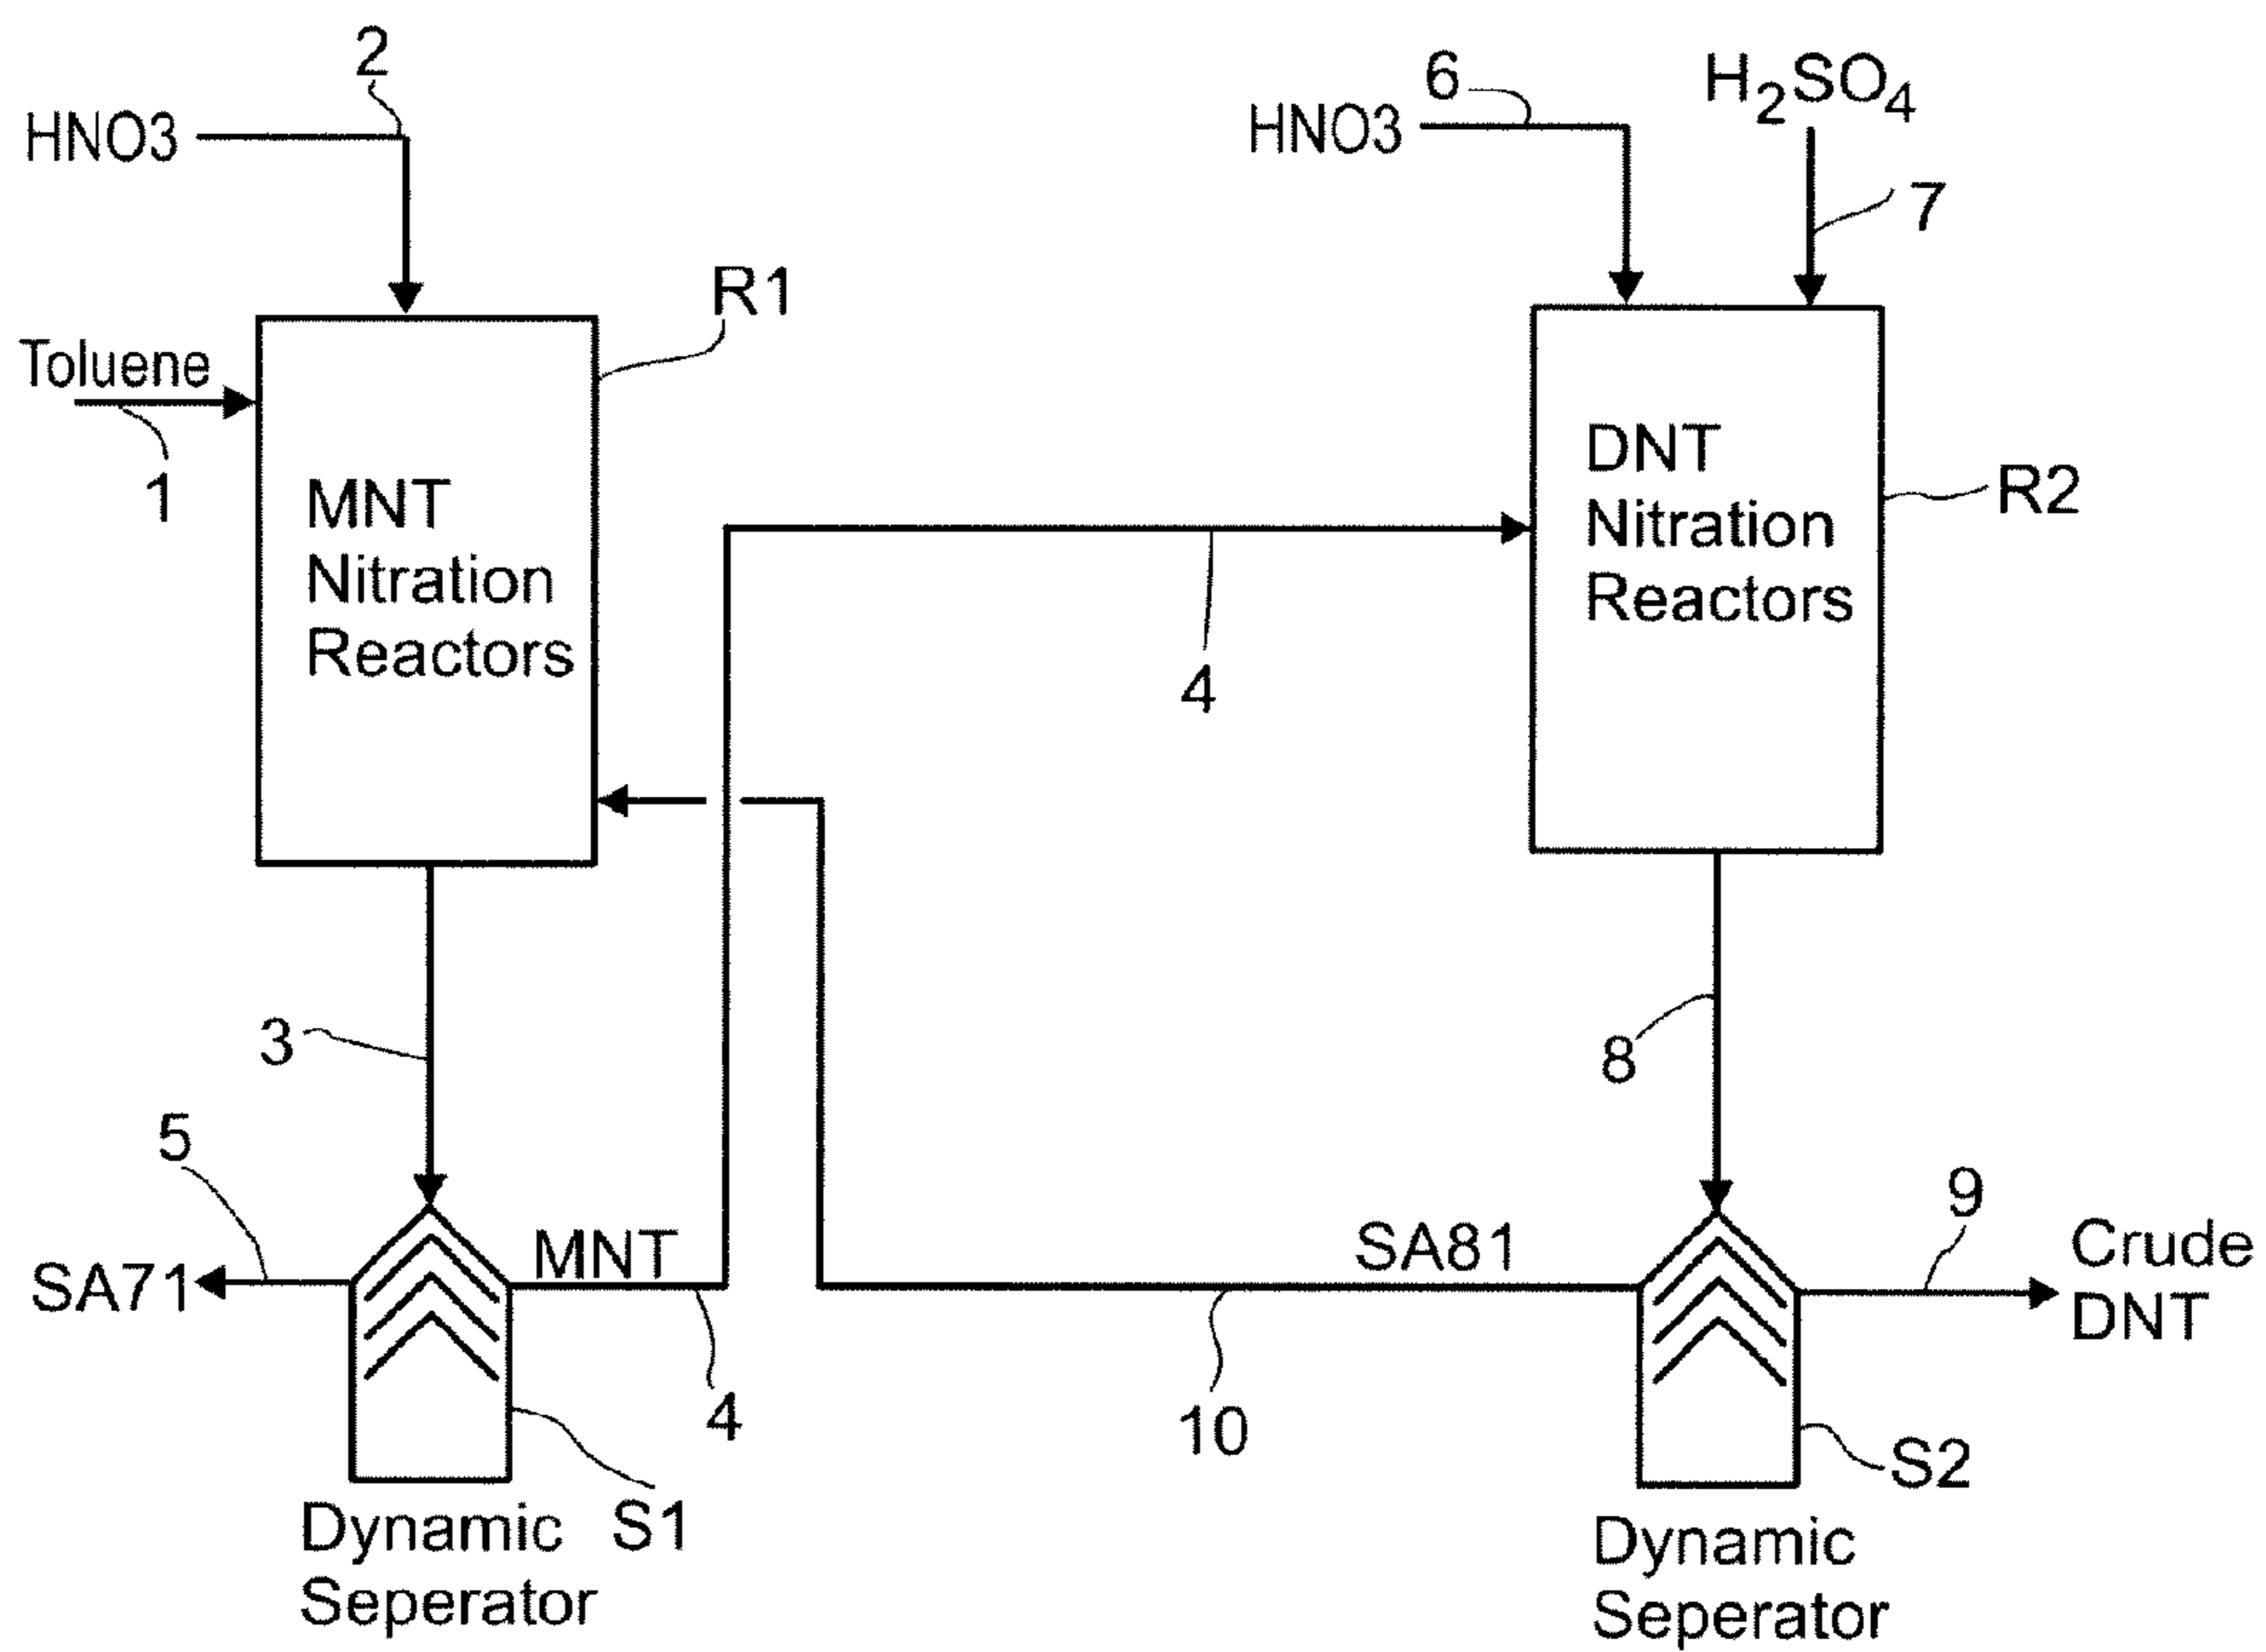 2
HNO3
6
HNO3
H2SO4
7
R1
Toluene
1
MNT
Nitration
Reactors
DNT
Nitration
Reactors
R2
4
3
8
5
SA71
MNT
4
SA81
10
9
Crude
DNT
S1
S2
Dynamic
Seperator
Dynamic
Seperator